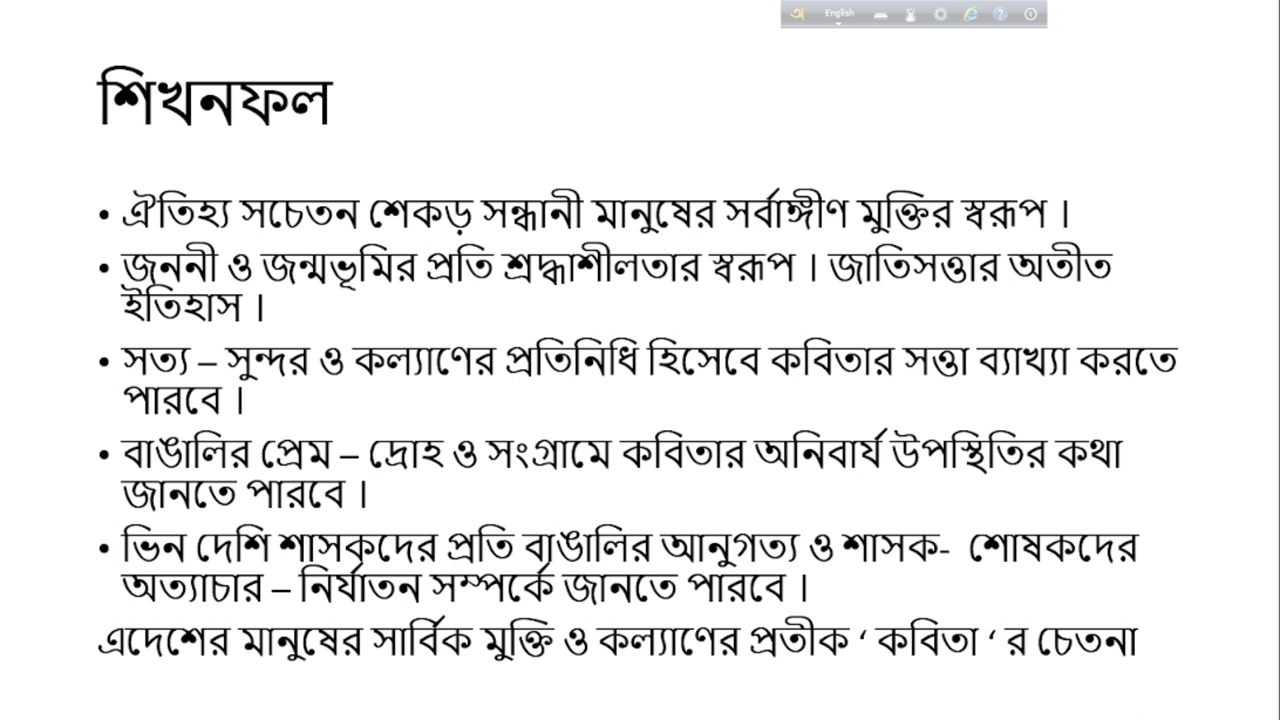 English
শিখনফল
• ঐতিহ্য সচেতন শেকড় সন্ধানী মানুষের সর্বাঙ্গীণ মুক্তির স্বরূপ ।
• জননী ও জন্মভূমির প্রতি শ্রদ্ধাশীলতার স্বরূপ । জাতিসত্তার অতীত
ইতিহাস ।
• সত্য – সুন্দর ও কল্যাণের প্রতিনিধি হিসেবে কবিতার সত্তা ব্যাখ্যা করতে
পারবে ।
• বাঙালির প্রেম – দ্রোহ ও সংগ্রামে কবিতার অনিবার্য উপস্থিতির কথা
জানতে পারবে ।
• ভিন দেশি শাসকদের প্রতি বাঙালির আনুগত্য ও শাসক- শোষকদের
অত্যাচার – নির্যাতন সম্পর্কে জানতে পারবে ।
এদেশের মানুষের সার্বিক মুক্তি ও কল্যাণের প্রতীক ‘ কবিতা ‘ র চেতনা